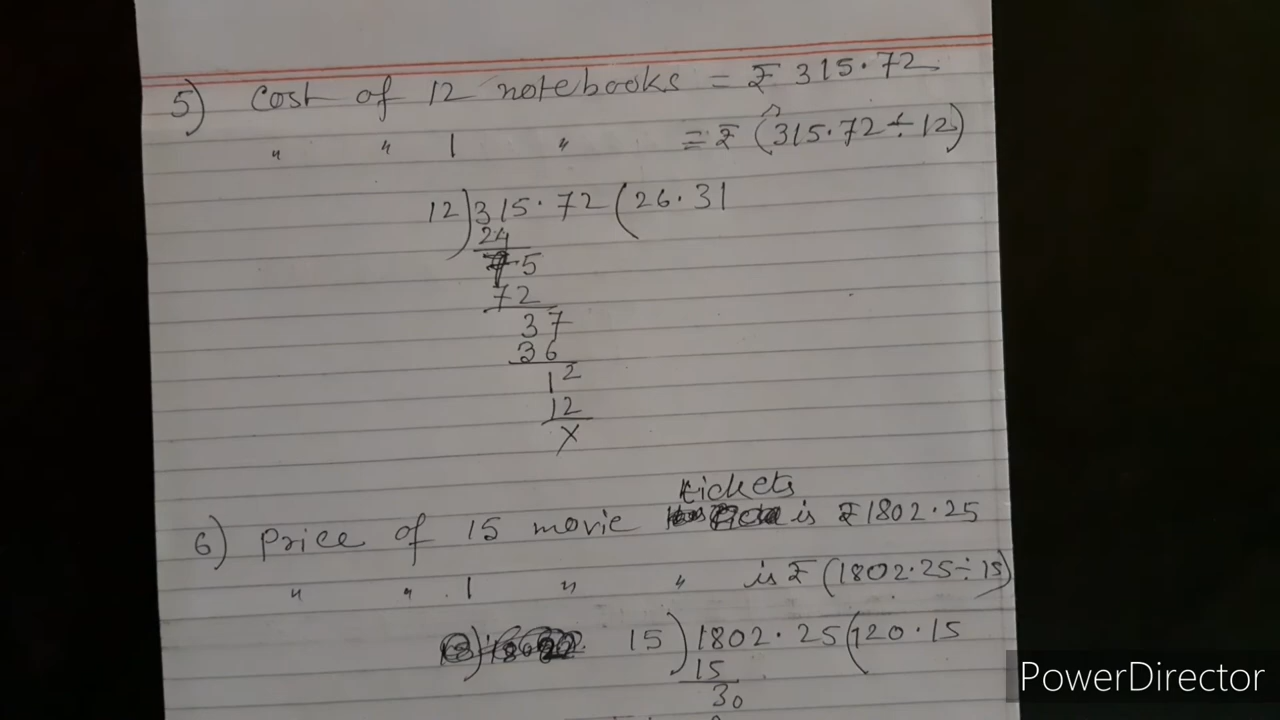 5) Cost of 12 notebooks = ₹ 315.72
" " 1 " = ₹ (315.72 ÷ 12)
12)315.72(26.31
24
75
72
37
36
12
12
x
tickets
6) Price of 15 movie is ₹ 1802.25
" " 1 " " is ₹ (1802.25 ÷ 15)
15)1802.25(120.15
15
30
PowerDirector